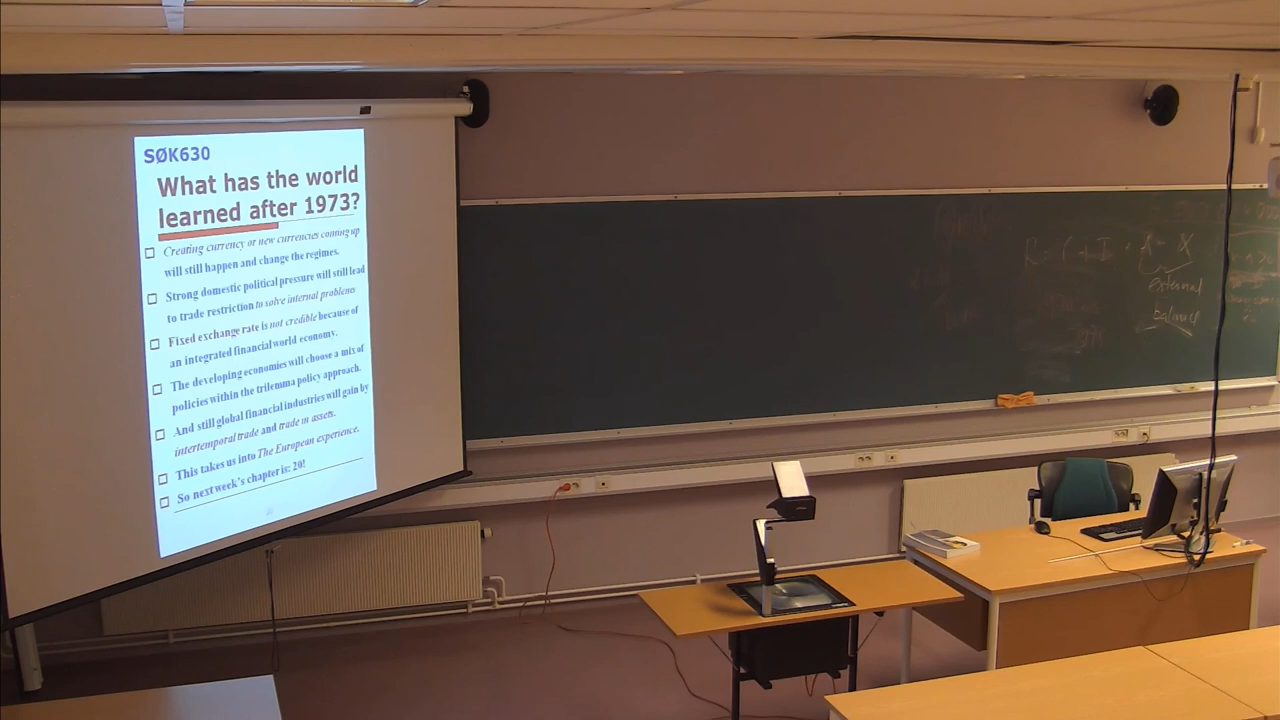 SØK630
What has the world
learned after 1973?
Creating currency or new currencies coming up
will still happen and change the regimes.
Strong domestic political pressure will still lead
to trade restriction to solve internal problems
Fixed exchange rate is not credible because of
an integrated financial world economy.
The developing economies will choose a mix of
policies within the trilemma policy approach.
And still global financial industries will gain by
intertemporal trade and trade in assets.
This takes us into The European experience.
So next week's chapter is: 20!
external
balance